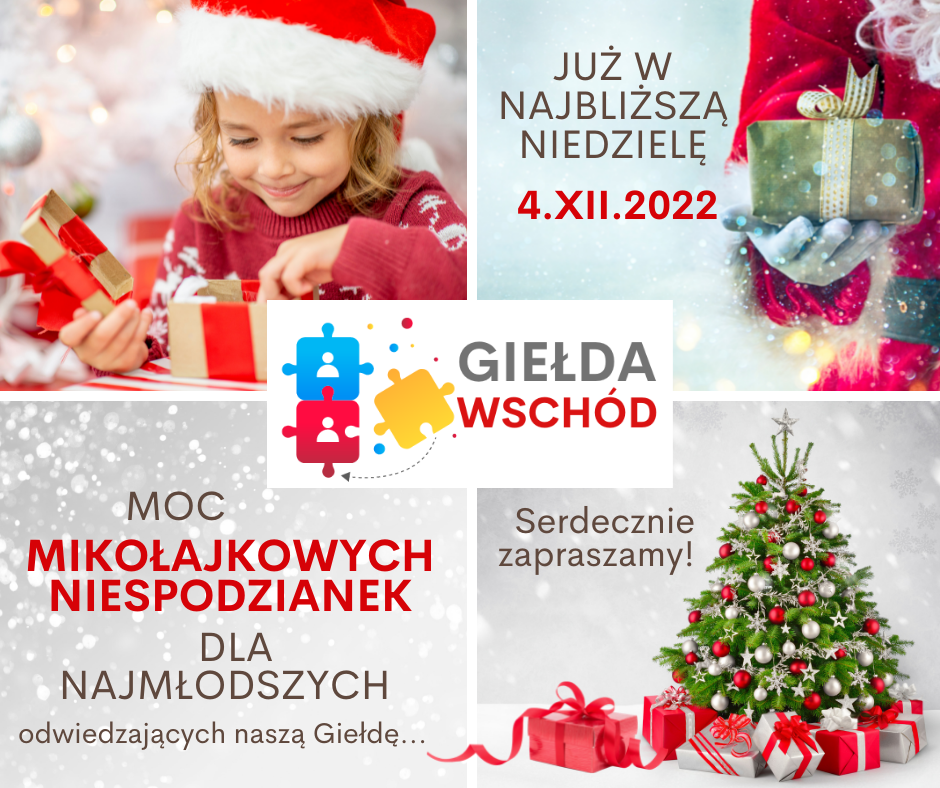 JUŻ W
NAJBLIŻSZĄ
NIEDZIELĘ
4.XII.2022
GIEŁDA
WSCHÓD
MOC
MIKOŁAJKOWYCH
NIESPODZIANEK
DLA
NAJMŁODSZYCH
odwiedzających naszą Giełdę...
Serdecznie
zapraszamy!